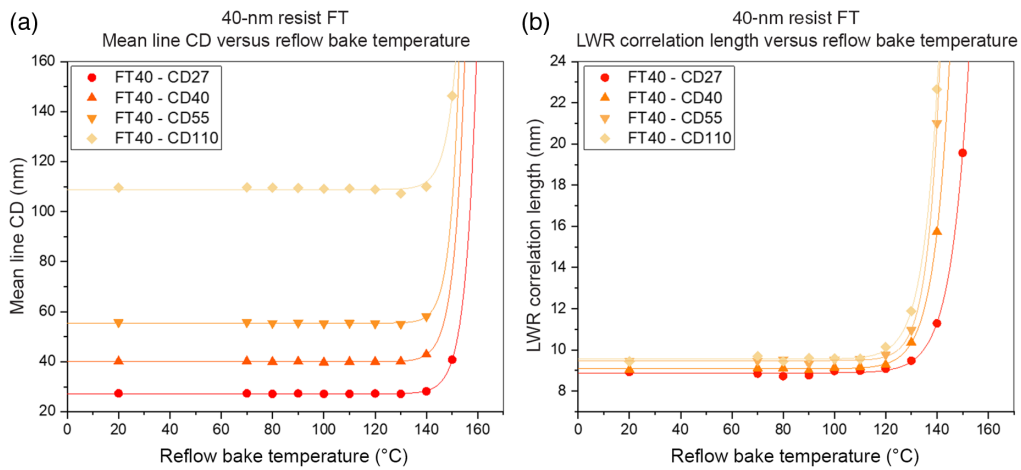 (a)
40-nm resist FT
Mean line CD versus reflow bake temperature
Mean line CD (nm)
160
140
120
100
80
60
40
20
FT40 - CD27
FT40 - CD40
FT40 - CD55
FT40 - CD110
0 20 40 60 80 100 120 140 160
Reflow bake temperature (°C)
(b)
40-nm resist FT
LWR correlation length versus reflow bake temperature
LWR correlation length (nm)
24
22
20
18
16
14
12
10
8
FT40 - CD27
FT40 - CD40
FT40 - CD55
FT40 - CD110
0 20 40 60 80 100 120 140 160
Reflow bake temperature (°C)